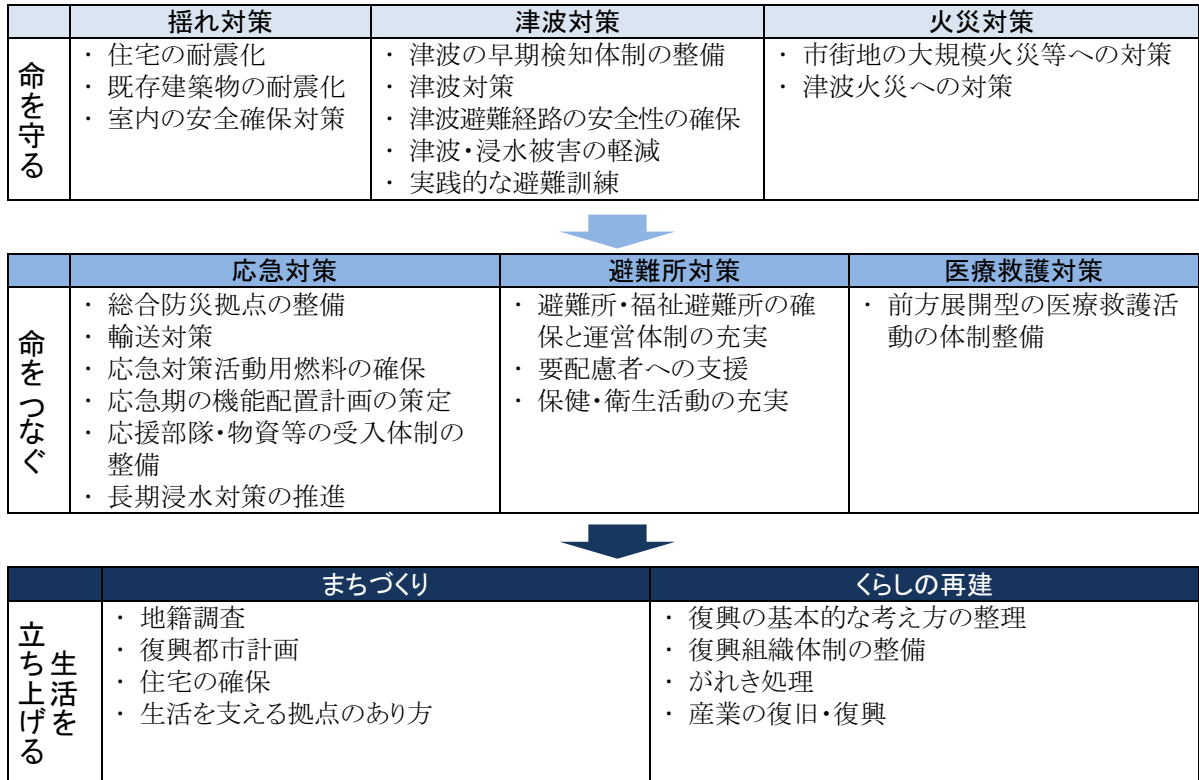 揺れ対策
津波対策
火災対策
命を守る
・ 住宅の耐震化
・ 既存建築物の耐震化
・ 室内の安全確保対策
・ 津波の早期検知体制の整備
・ 津波対策
・ 津波避難経路の安全性の確保
・ 津波・浸水被害の軽減
・ 実践的な避難訓練
・ 市街地の大規模火災等への対策
・ 津波火災への対策
応急対策
避難所対策
医療救護対策
命をつなぐ
・ 総合防災拠点の整備
・ 輸送対策
・ 応急対策活動用燃料の確保
・ 応急期の機能配置計画の策定
・ 応援部隊・物資等の受入体制の
整備
・ 長期浸水対策の推進
・ 避難所・福祉避難所の確
保と運営体制の充実
・ 要配慮者への支援
・ 保健・衛生活動の充実
・ 前方展開型の医療救護活
動の体制整備
まちづくり
くらしの再建
生活を
立ち上げる
・ 地籍調査
・ 復興都市計画
・ 住宅の確保
・ 生活を支える拠点のあり方
・ 復興の基本的な考え方の整理
・ 復興組織体制の整備
・ がれき処理
・ 産業の復旧・復興